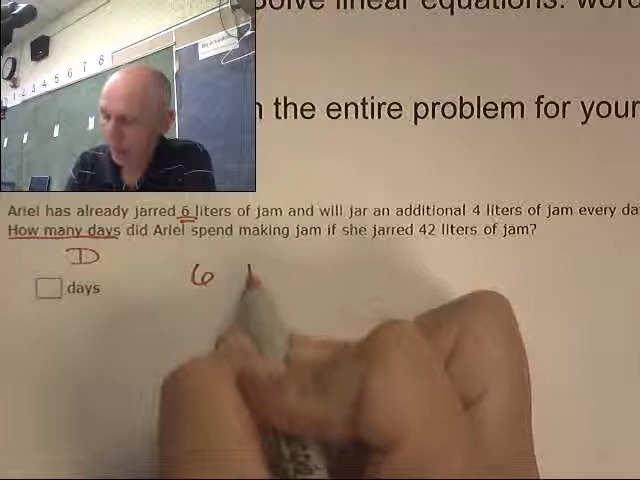 olve linear equations: word
the entire problem for your
Ariel has already jarred 6 liters of jam and will jar an additional 4 liters of jam every da
How many days did Ariel spend making jam if she jarred 42 liters of jam?
D
6
days
1 2 3 4 5 6 7 8